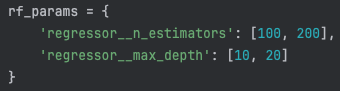 rf_params = {
    'regressor__n_estimators': [100, 200],
    'regressor__max_depth': [10, 20]
}